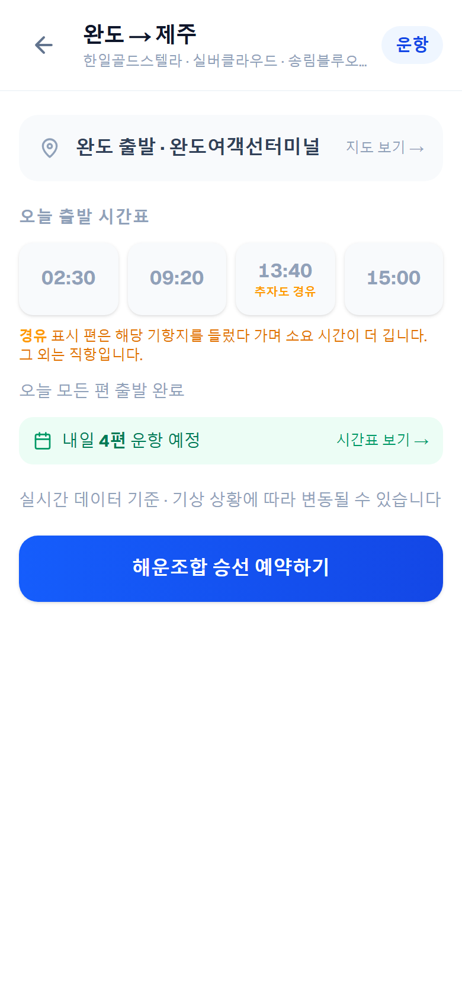 완도 → 제주
한일골드스텔라 · 실버클라우드 · 송림블루오...
운항
완도 출발 · 완도여객선터미널
지도 보기 →
오늘 출발 시간표
02:30
09:20
13:40
추자도 경유
15:00
경유 표시 편은 해당 기항지를 들렀다 가며 소요 시간이 더 깁니다.
그 외는 직항입니다.
오늘 모든 편 출발 완료
내일 4편 운항 예정
시간표 보기 →
실시간 데이터 기준 · 기상 상황에 따라 변동될 수 있습니다
해운조합 승선 예약하기